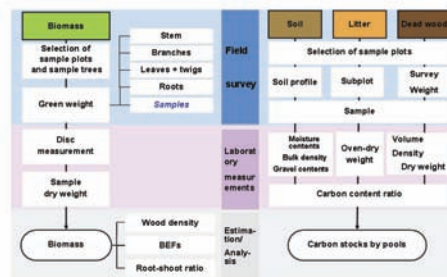 Biomass
Selection of
sample plots
and sample trees
Green weight
Stem
Branches
Leaves + twigs
Roots
Samples
Disc
measurement
Sample
dry weight
Biomass
Wood density
BEFs
Root-shoot ratio
Field
survey
Laborat
ory
measur
ements
Estima-
tion/
Analy-
sis
Soil
Litter
Dead wood
Selection of sample plots
Soil profile
Subplot
Survey
Weight
Sample
Moisture
contents
Bulk density
Gravel contents
Oven-dry
weight
Volume
Density
Dry weight
Carbon content ratio
Carbon stocks by pools